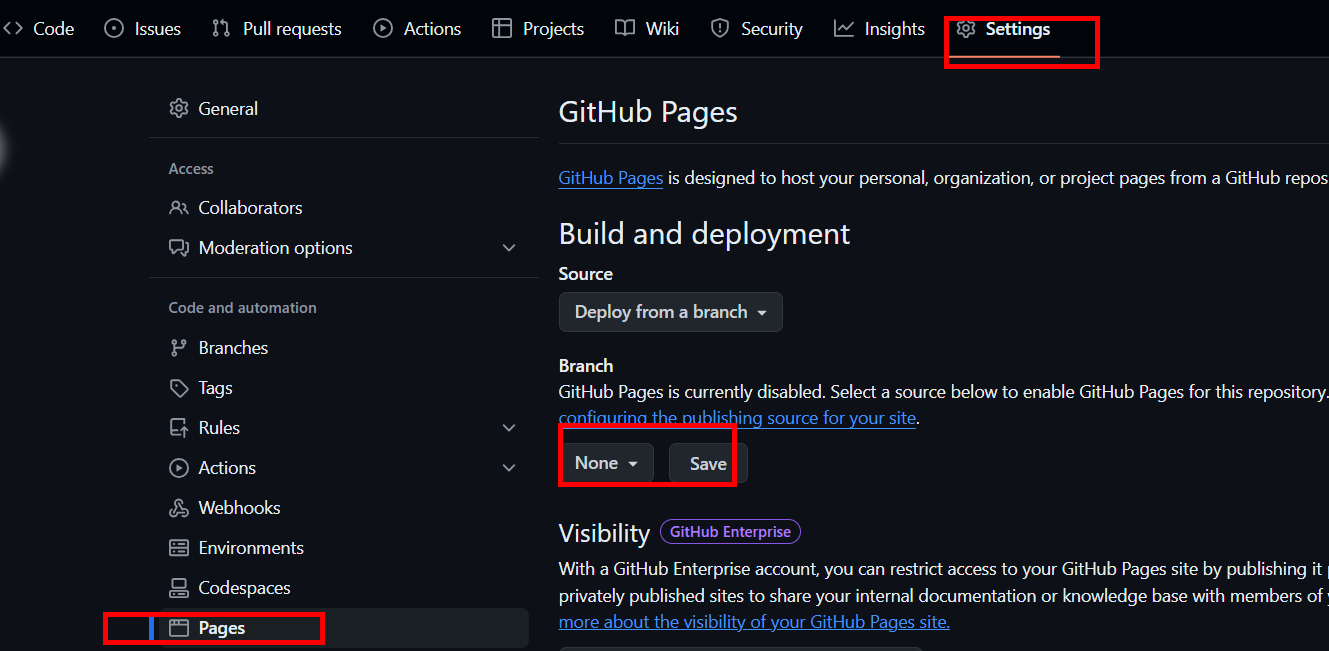 Code Issues Pull requests Actions Projects Wiki Security Insights Settings
General
Access
Collaborators
Moderation options
Code and automation
Branches
Tags
Rules
Actions
Webhooks
Environments
Codespaces
Pages
GitHub Pages
GitHub Pages is designed to host your personal, organization, or project pages from a GitHub repos
Build and deployment
Source
Deploy from a branch
Branch
GitHub Pages is currently disabled. Select a source below to enable GitHub Pages for this repository.
configuring the publishing source for your site.
None Save
Visibility GitHub Enterprise
With a GitHub Enterprise account, you can restrict access to your GitHub Pages site by publishing it
privately published sites to share your internal documentation or knowledge base with members of
more about the visibility of your GitHub Pages site.